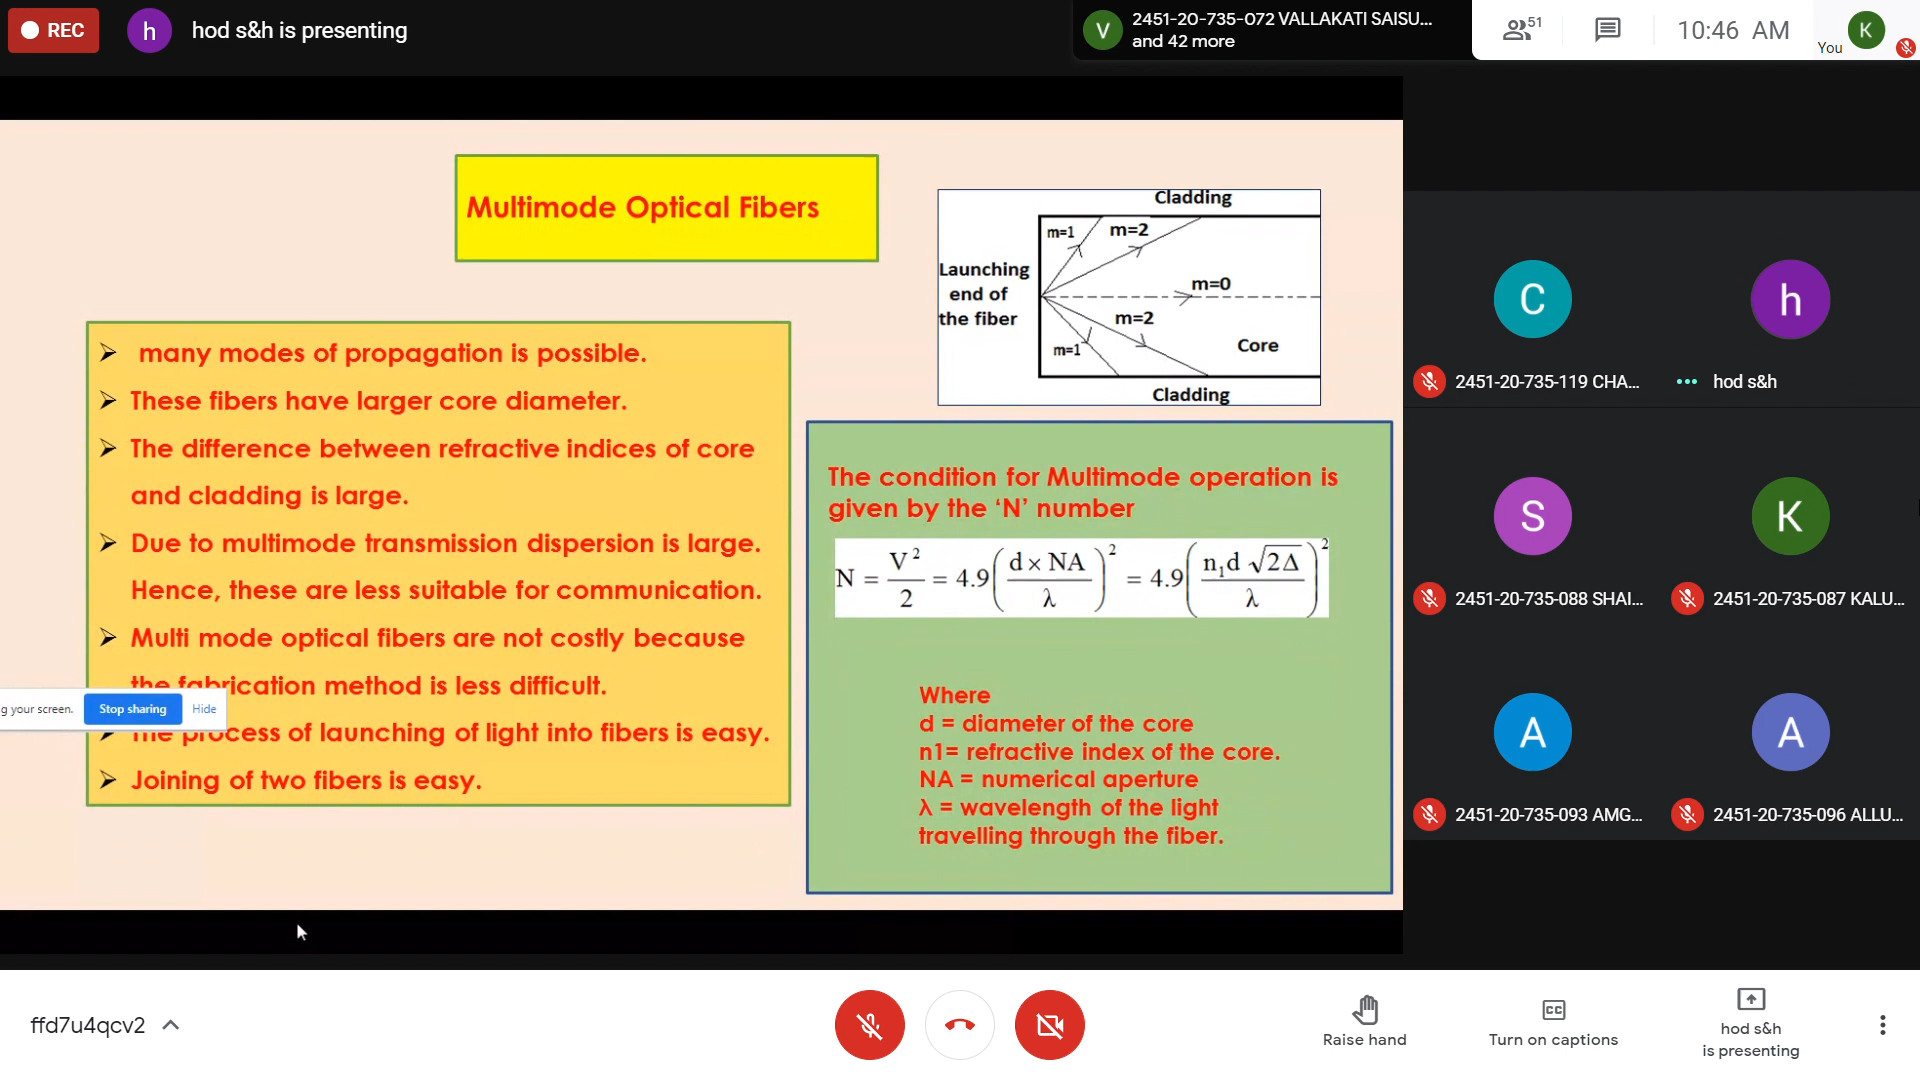 REC
h
hod s&h is presenting
V
2451-20-735-072 VALLAKATI SAISU...
and 42 more
51
10:46 AM
You
K
Multimode Optical Fibers
Cladding
m=1
m=2
Launching
end of
the fiber
m=0
m=2
m=1
Core
Cladding
➢ many modes of propagation is possible.
➢ These fibers have larger core diameter.
➢ The difference between refractive indices of core
and cladding is large.
➢ Due to multimode transmission dispersion is large.
Hence, these are less suitable for communication.
➢ Multi mode optical fibers are not costly because
the fabrication method is less difficult.
➢ The process of launching of light into fibers is easy.
➢ Joining of two fibers is easy.
g your screen.
Stop sharing
Hide
The condition for Multimode operation is
given by the ‘N’ number
N = V²/2 = 4.9(d × NA/λ)² = 4.9(n₁d √2Δ/λ)²
Where
d = diameter of the core
n1= refractive index of the core.
NA = numerical aperture
λ = wavelength of the light
travelling through the fiber.
C
h
2451-20-735-119 CHA...
hod s&h
S
K
2451-20-735-088 SHAI...
2451-20-735-087 KALU...
A
A
2451-20-735-093 AMG...
2451-20-735-096 ALLU...
ffd7u4qcv2
Raise hand
CC
Turn on captions
hod s&h
is presenting